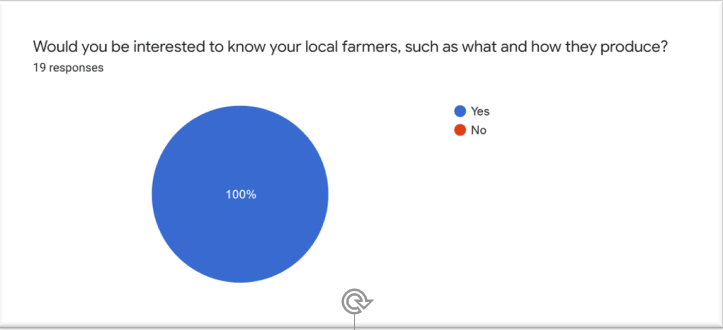 Would you be interested to know your local farmers, such as what and how they produce?
19 responses
Yes
No
100%